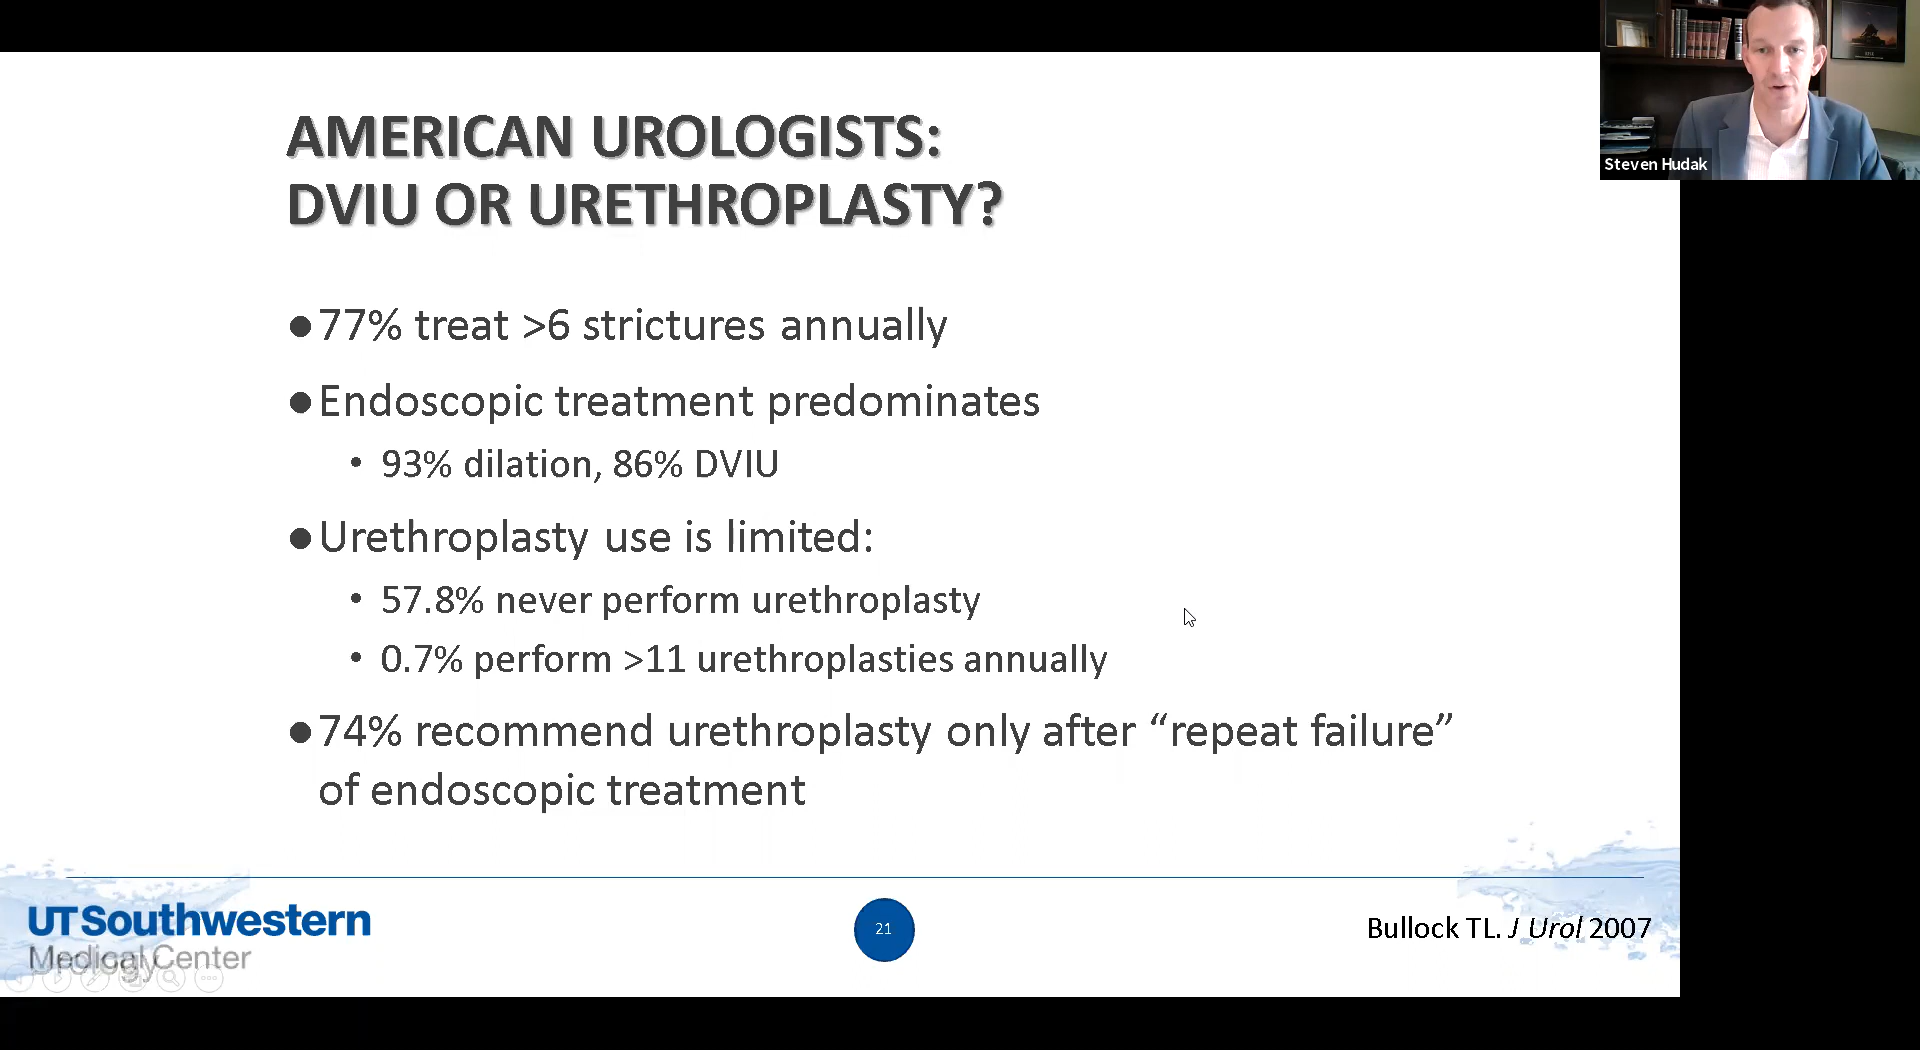 AMERICAN UROLOGISTS:
DVIU OR URETHROPLASTY?
●77% treat >6 strictures annually
●Endoscopic treatment predominates
• 93% dilation, 86% DVIU
●Urethroplasty use is limited:
• 57.8% never perform urethroplasty
• 0.7% perform >11 urethroplasties annually
●74% recommend urethroplasty only after “repeat failure”
of endoscopic treatment
Steven Hudak
UT Southwestern
Medical Center
21
Bullock TL. J Urol 2007